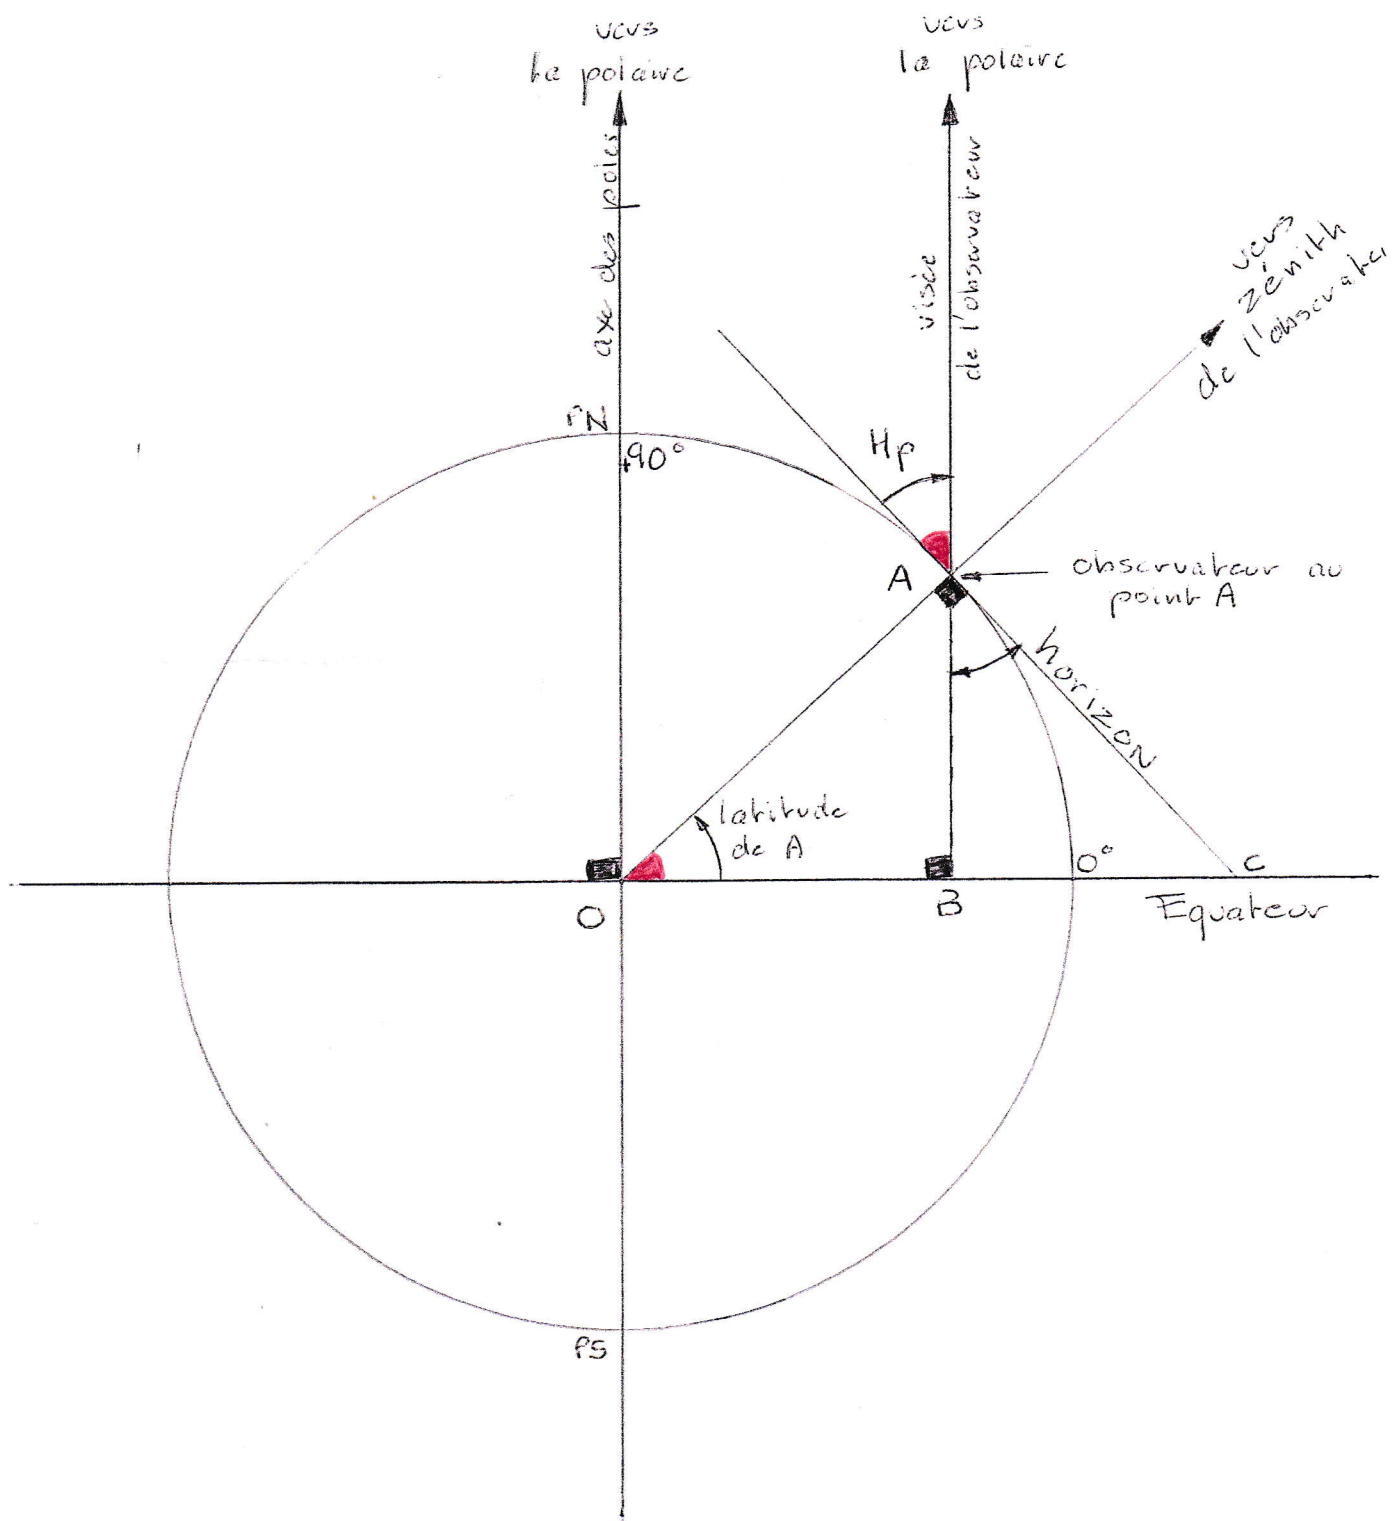 vers
la polaire
vers
la polaire
axe des poles
visée
de l'observateur
vers
zénith
de l'observate
PN
90°
Hp
A
observateur au
point A
horizon
latitude
de A
0°
C
O
B
Equateur
PS